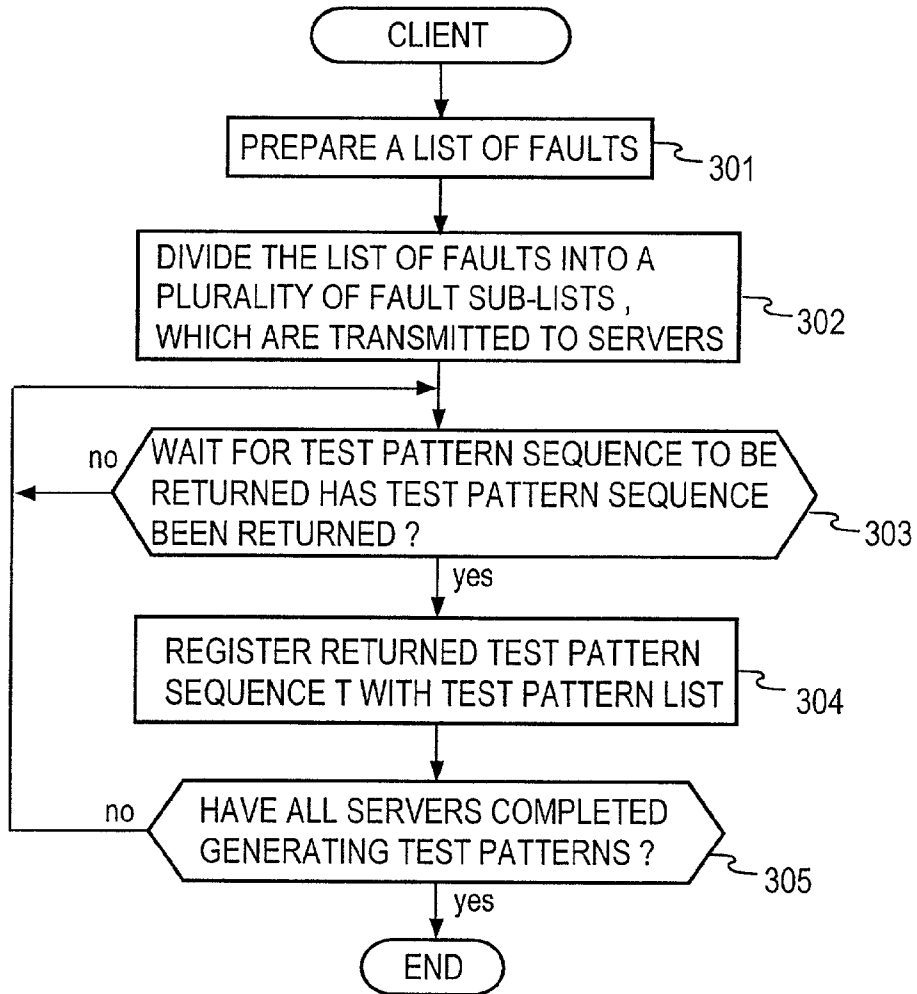 CLIENT
PREPARE A LIST OF FAULTS
301
DIVIDE THE LIST OF FAULTS INTO A
PLURALITY OF FAULT SUB-LISTS ,
WHICH ARE TRANSMITTED TO SERVERS
302
no
WAIT FOR TEST PATTERN SEQUENCE TO BE
RETURNED HAS TEST PATTERN SEQUENCE
BEEN RETURNED ?
303
yes
REGISTER RETURNED TEST PATTERN
SEQUENCE T WITH TEST PATTERN LIST
304
no
HAVE ALL SERVERS COMPLETED
GENERATING TEST PATTERNS ?
305
yes
END